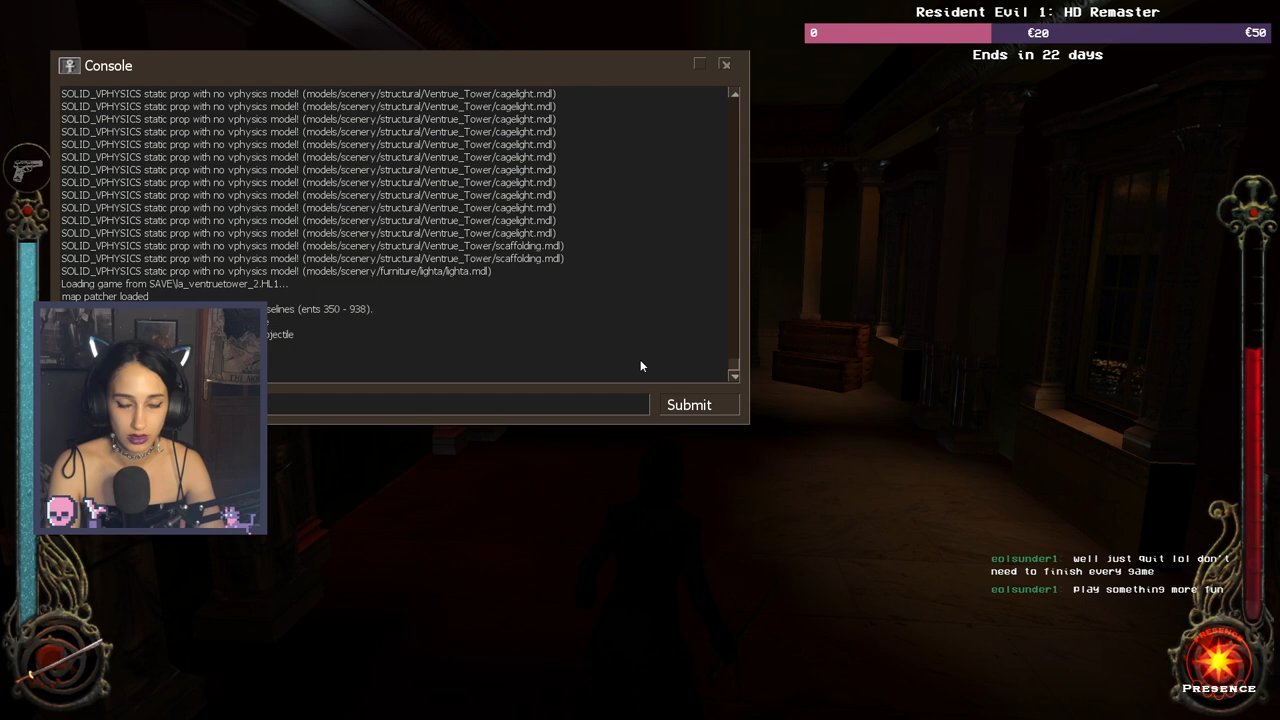 Resident Evil 1: HD Remaster
0
€20
€50
Ends in 22 days
Console
SOLID_VPHYSICS static prop with no vphysics model! (models/scenery/structural/Ventrue_Tower/cagelight.mdl)
SOLID_VPHYSICS static prop with no vphysics model! (models/scenery/structural/Ventrue_Tower/cagelight.mdl)
SOLID_VPHYSICS static prop with no vphysics model! (models/scenery/structural/Ventrue_Tower/cagelight.mdl)
SOLID_VPHYSICS static prop with no vphysics model! (models/scenery/structural/Ventrue_Tower/cagelight.mdl)
SOLID_VPHYSICS static prop with no vphysics model! (models/scenery/structural/Ventrue_Tower/cagelight.mdl)
SOLID_VPHYSICS static prop with no vphysics model! (models/scenery/structural/Ventrue_Tower/cagelight.mdl)
SOLID_VPHYSICS static prop with no vphysics model! (models/scenery/structural/Ventrue_Tower/cagelight.mdl)
SOLID_VPHYSICS static prop with no vphysics model! (models/scenery/structural/Ventrue_Tower/cagelight.mdl)
SOLID_VPHYSICS static prop with no vphysics model! (models/scenery/structural/Ventrue_Tower/cagelight.mdl)
SOLID_VPHYSICS static prop with no vphysics model! (models/scenery/structural/Ventrue_Tower/cagelight.mdl)
SOLID_VPHYSICS static prop with no vphysics model! (models/scenery/structural/Ventrue_Tower/cagelight.mdl)
SOLID_VPHYSICS static prop with no vphysics model! (models/scenery/structural/Ventrue_Tower/cagelight.mdl)
SOLID_VPHYSICS static prop with no vphysics model! (models/scenery/structural/Ventrue_Tower/scaffolding.mdl)
SOLID_VPHYSICS static prop with no vphysics model! (models/scenery/structural/Ventrue_Tower/scaffolding.mdl)
SOLID_VPHYSICS static prop with no vphysics model! (models/scenery/furniture/lighta/lighta.mdl)
Loading game from SAVE\la_ventruetower_2.HL1...
map patcher loaded
selines (ents 350 - 938).
e
ojectile
Submit
eolsunder1: well just quit lol don't
need to finish every game
eolsunder1: play something more fun
PRESENCE
PRESENCE